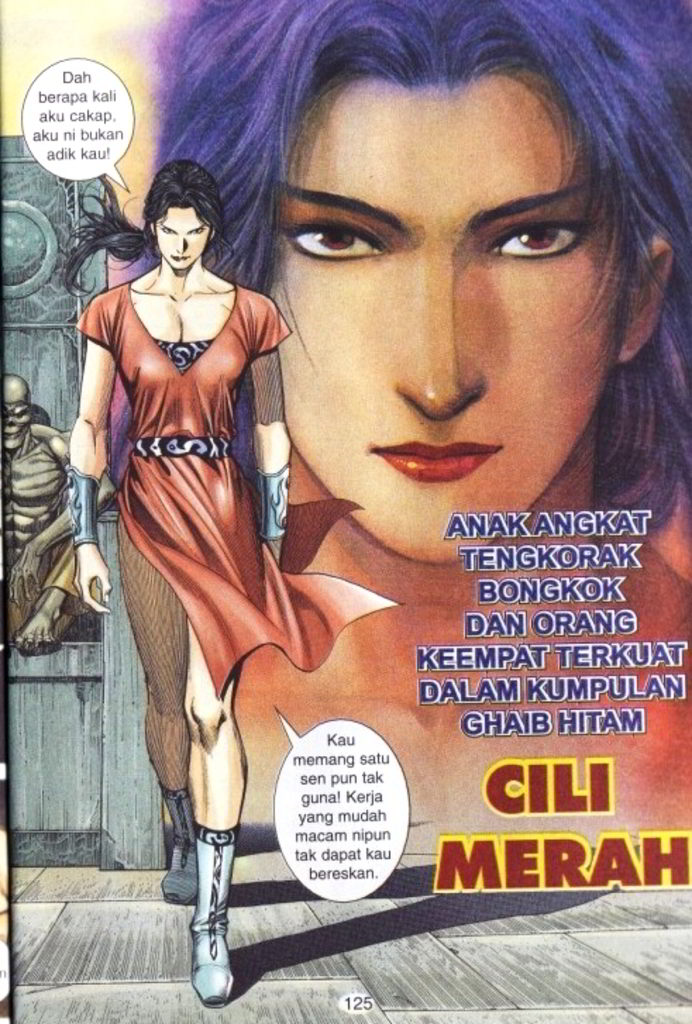 Dah
berapa kali
aku cakap,
aku ni bukan
adik kau!
ANAK ANGKAT
TENGKORAK
BONGKOK
DAN ORANG
KEEMPAT TERKUAT
DALAM KUMPULAN
GHAIB HITAM
CILI
MERAH
Kau
memang satu
sen pun tak
guna! Kerja
yang mudah
macam nipun
tak dapat kau
bereskan.
125